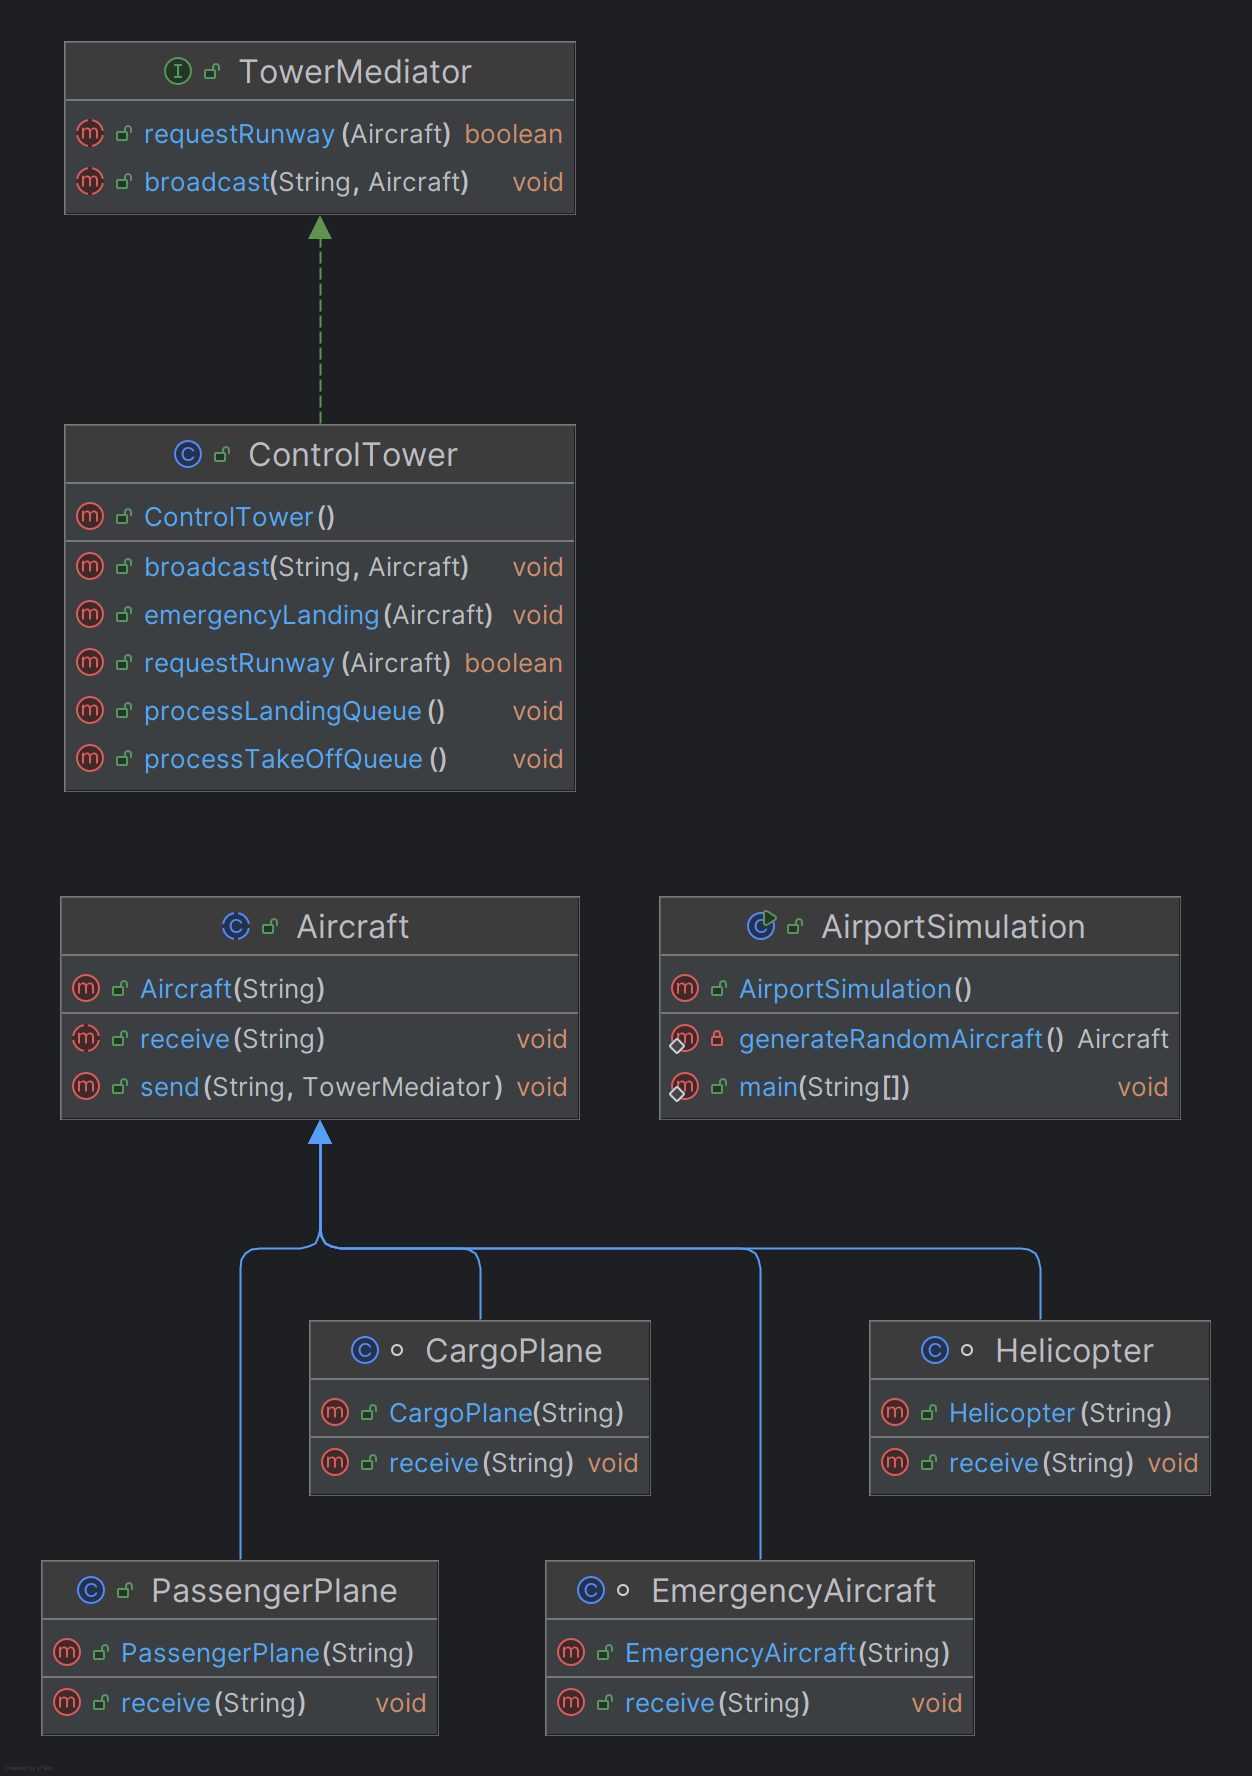 TowerMediator
requestRunway(Aircraft) boolean
broadcast(String, Aircraft) void
ControlTower
ControlTower()
broadcast(String, Aircraft) void
emergencyLanding(Aircraft) void
requestRunway(Aircraft) boolean
processLandingQueue() void
processTakeOffQueue() void
Aircraft
Aircraft(String)
receive(String) void
send(String, TowerMediator) void
AirportSimulation
AirportSimulation()
generateRandomAircraft() Aircraft
main(String[]) void
CargoPlane
CargoPlane(String)
receive(String) void
Helicopter
Helicopter(String)
receive(String) void
PassengerPlane
PassengerPlane(String)
receive(String) void
EmergencyAircraft
EmergencyAircraft(String)
receive(String) void
Powered by yFiles